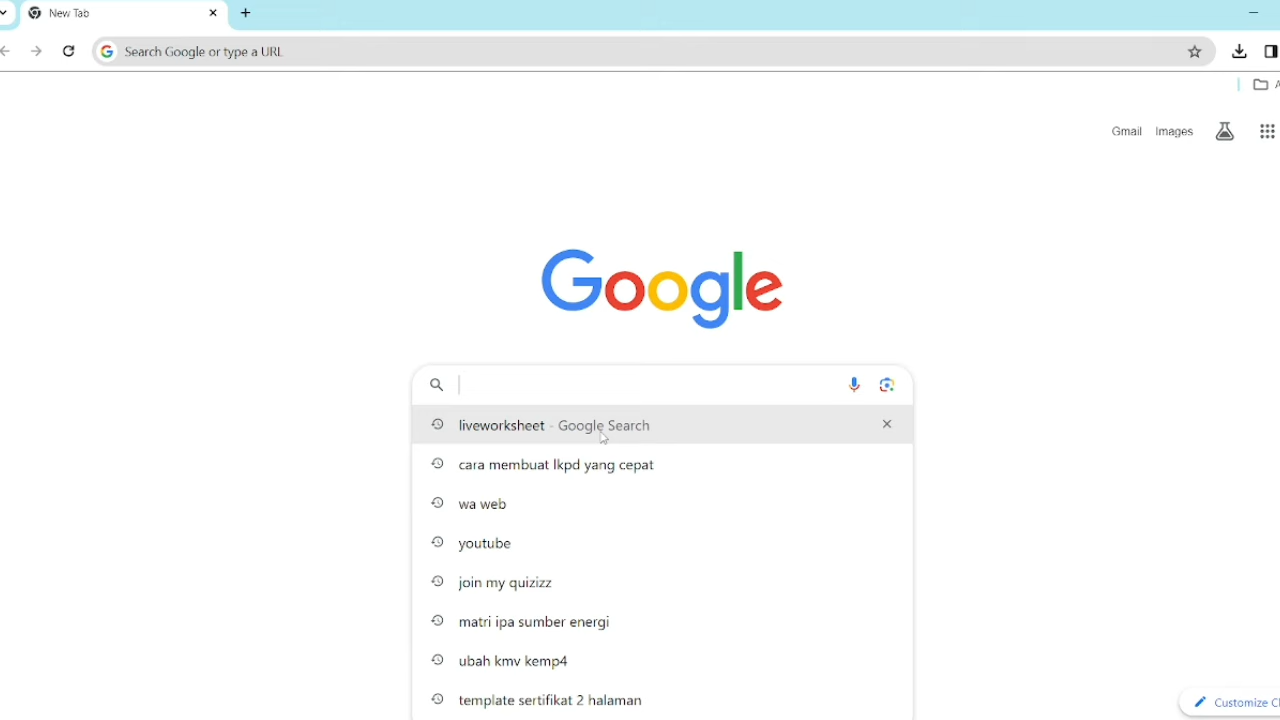 New Tab
Search Google or type a URL
Gmail Images
Google
liveworksheet - Google Search
cara membuat lkpd yang cepat
wa web
youtube
join my quizizz
matri ipa sumber energi
ubah kmv kemp4
template sertifikat 2 halaman
Customize